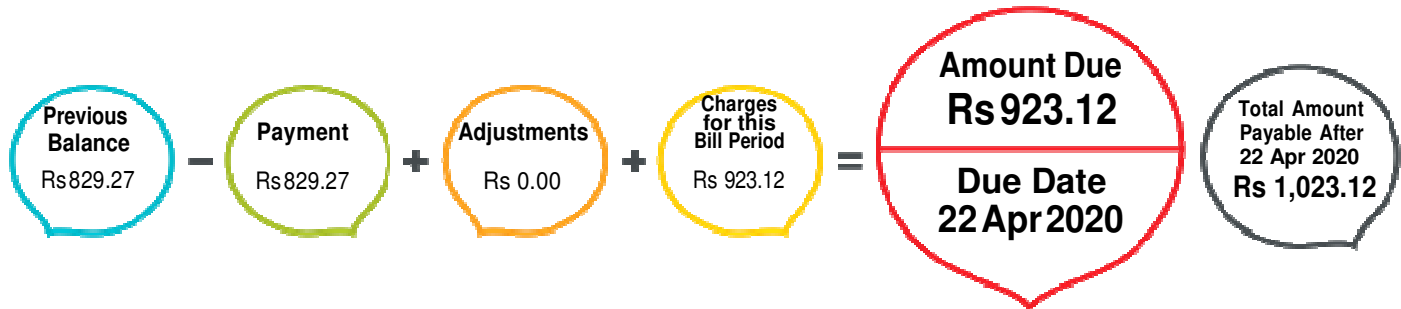 Previous
Balance
Rs829.27
−
Payment
Rs829.27
+
Adjustments
Rs 0.00
+
Charges
for this
Bill Period
Rs 923.12
=
Amount Due
Rs 923.12
Due Date
22 Apr 2020
Total Amount
Payable After
22 Apr 2020
Rs 1,023.12